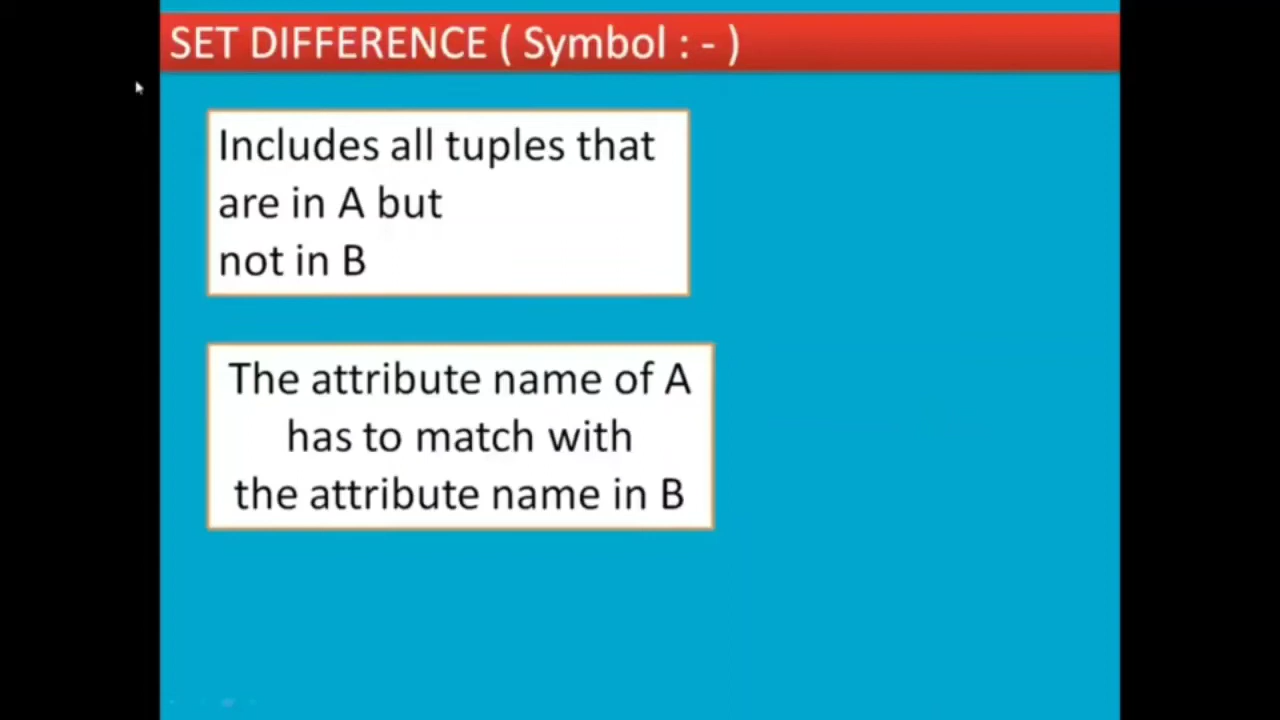 SET DIFFERENCE ( Symbol : - )
Includes all tuples that
are in A but
not in B
The attribute name of A
has to match with
the attribute name in B